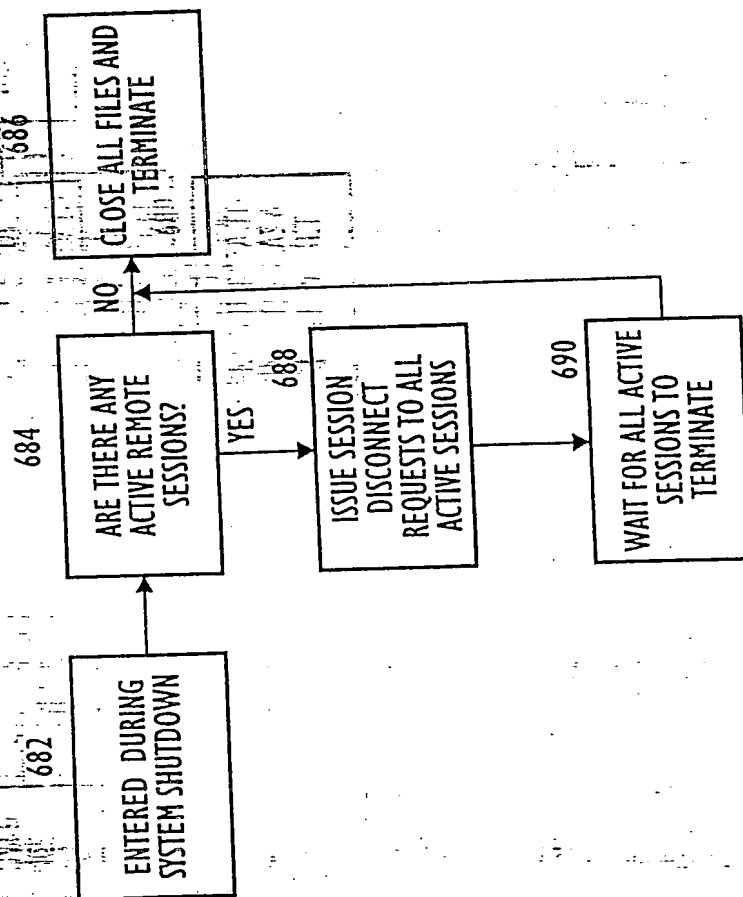 682
ENTERED DURING
SYSTEM SHUTDOWN
684
ARE THERE ANY
ACTIVE REMOTE
SESSIONS?
NO
YES
686
CLOSE ALL FILES AND
TERMINATE
688
ISSUE SESSION
DISCONNECT
REQUESTS TO ALL
ACTIVE SESSIONS
690
WAIT FOR ALL ACTIVE
SESSIONS TO
TERMINATE